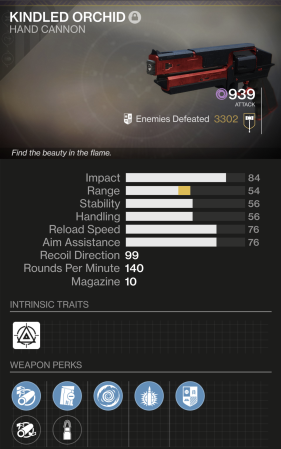 KINDLED ORCHID
HAND CANNON
939
ATTACK
Enemies Defeated 3302
Find the beauty in the flame.
Impact 84
Range 54
Stability 56
Handling 56
Reload Speed 76
Aim Assistance 76
Recoil Direction 99
Rounds Per Minute 140
Magazine 10
INTRINSIC TRAITS
WEAPON PERKS